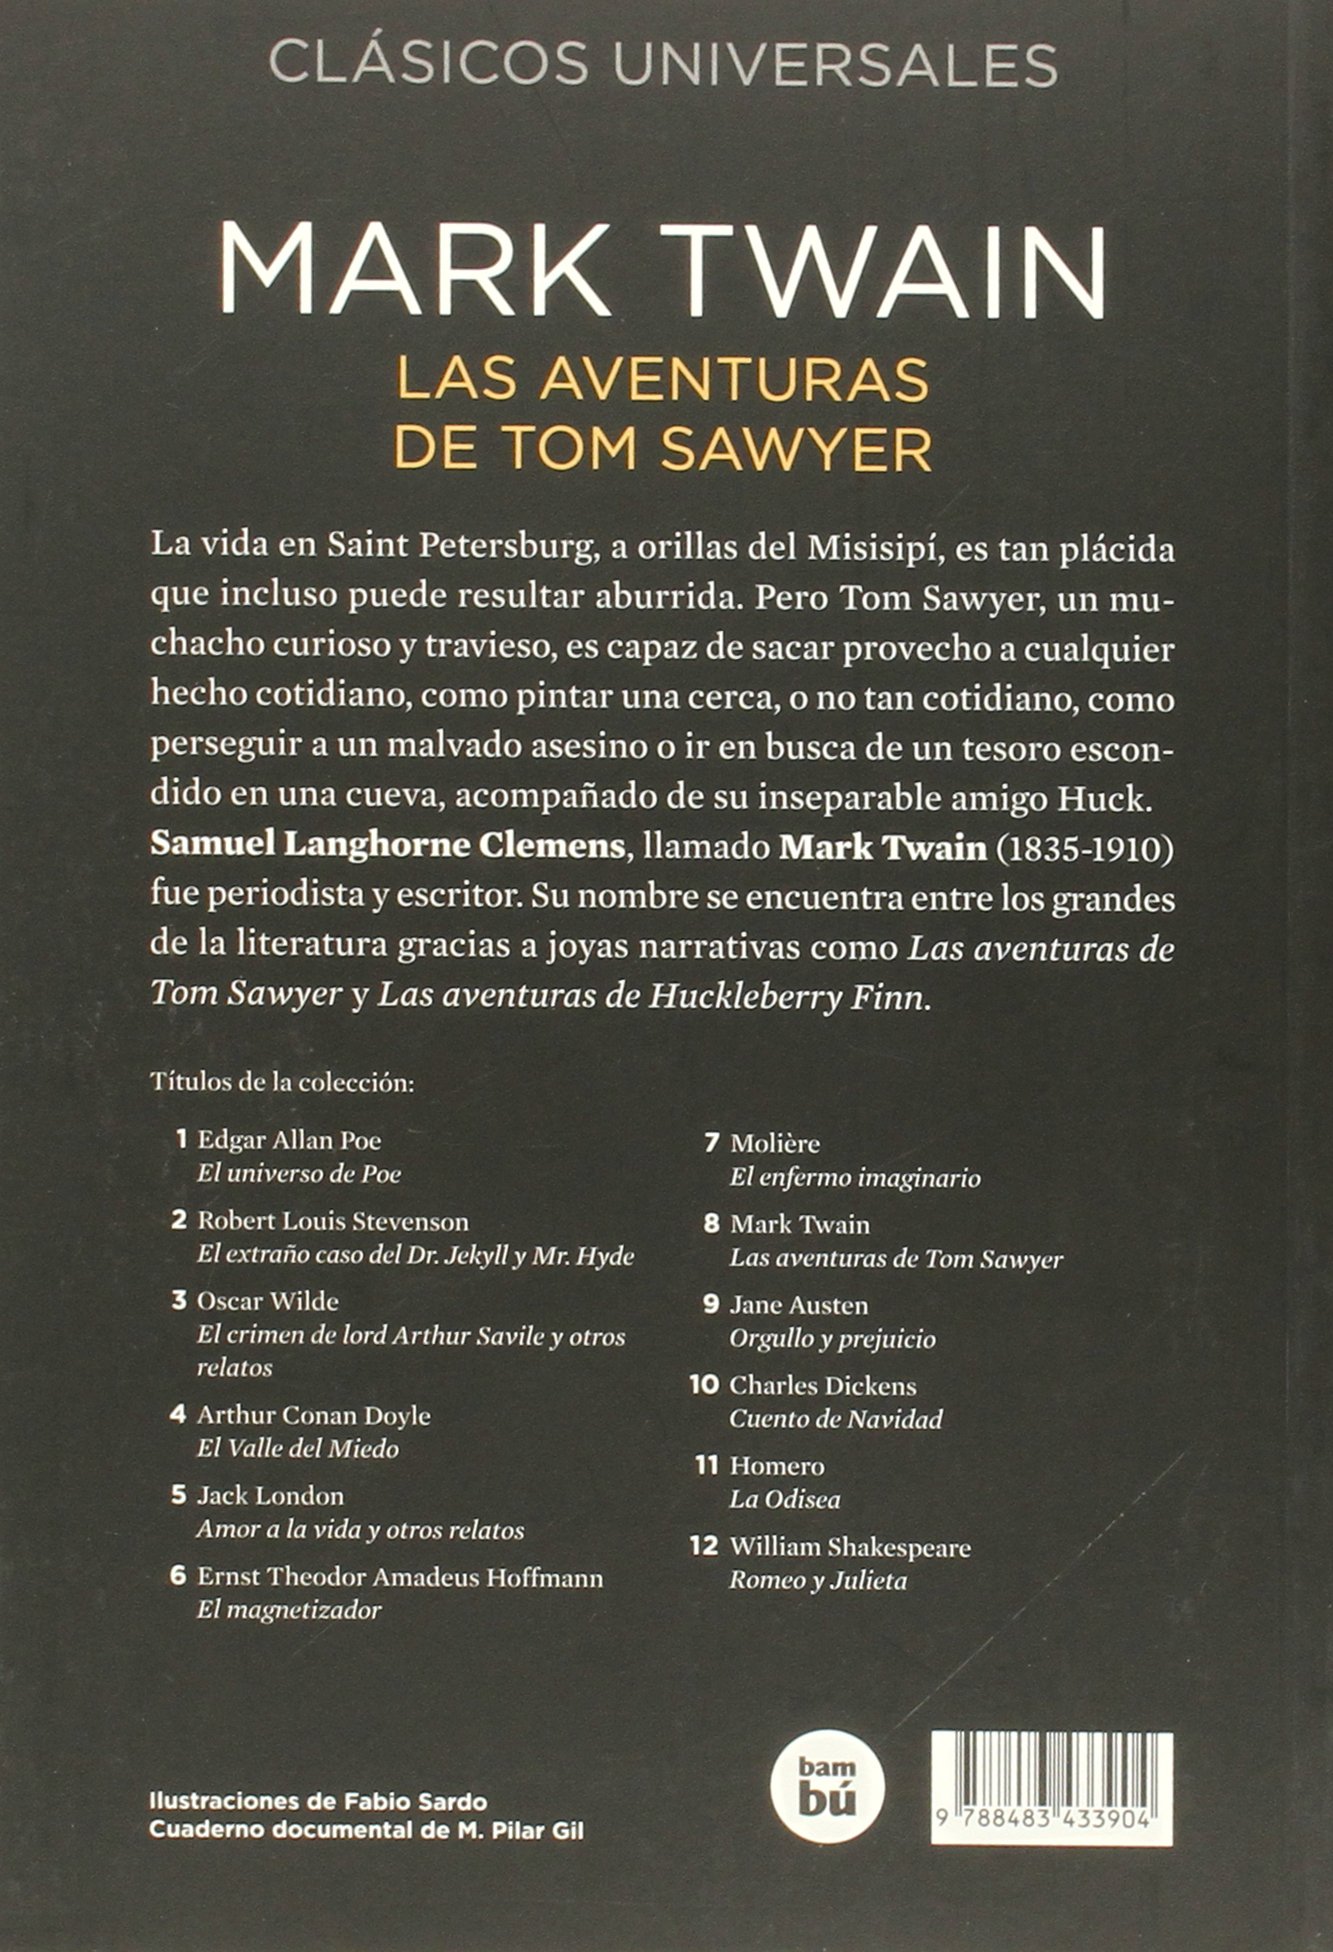 CLÁSICOS UNIVERSALES
MARK TWAIN
LAS AVENTURAS
DE TOM SAWYER
La vida en Saint Petersburg, a orillas del Misisipí, es tan plácida
que incluso puede resultar aburrida. Pero Tom Sawyer, un mu-
chacho curioso y travieso, es capaz de sacar provecho a cualquier
hecho cotidiano, como pintar una cerca, o no tan cotidiano, como
perseguir a un malvado asesino o ir en busca de un tesoro escon-
dido en una cueva, acompañado de su inseparable amigo Huck.
Samuel Langhorne Clemens, llamado Mark Twain (1835-1910)
fue periodista y escritor. Su nombre se encuentra entre los grandes
de la literatura gracias a joyas narrativas como Las aventuras de
Tom Sawyer y Las aventuras de Huckleberry Finn.
Títulos de la colección:
1 Edgar Allan Poe
El universo de Poe
2 Robert Louis Stevenson
El extraño caso del Dr. Jekyll y Mr. Hyde
3 Oscar Wilde
El crimen de lord Arthur Savile y otros
relatos
4 Arthur Conan Doyle
El Valle del Miedo
5 Jack London
Amor a la vida y otros relatos
6 Ernst Theodor Amadeus Hoffmann
El magnetizador
7 Molière
El enfermo imaginario
8 Mark Twain
Las aventuras de Tom Sawyer
9 Jane Austen
Orgullo y prejuicio
10 Charles Dickens
Cuento de Navidad
11 Homero
La Odisea
12 William Shakespeare
Romeo y Julieta
Ilustraciones de Fabio Sardo
Cuaderno documental de M. Pilar Gil
bam
bú
9 788483 433904